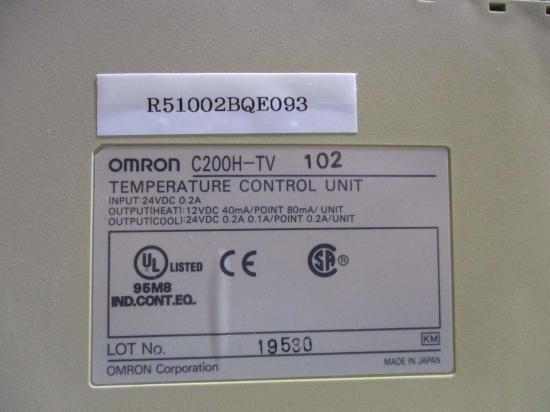 R51002BQE093
OMRON C200H-TV 102
TEMPERATURE CONTROL UNIT
INPUT:24VDC 0.2A
OUTPUT(HEAT):12VDC 40mA/POINT 80mA/UNIT
OUTPUT(COOL):24VDC 0.2A 0.1A/POINT 0.2A/UNIT
UL LISTED CE SA ®
95M8
IND.CONT.EQ.
KM
LOT No. 19530
OMRON Corporation MADE IN JAPAN